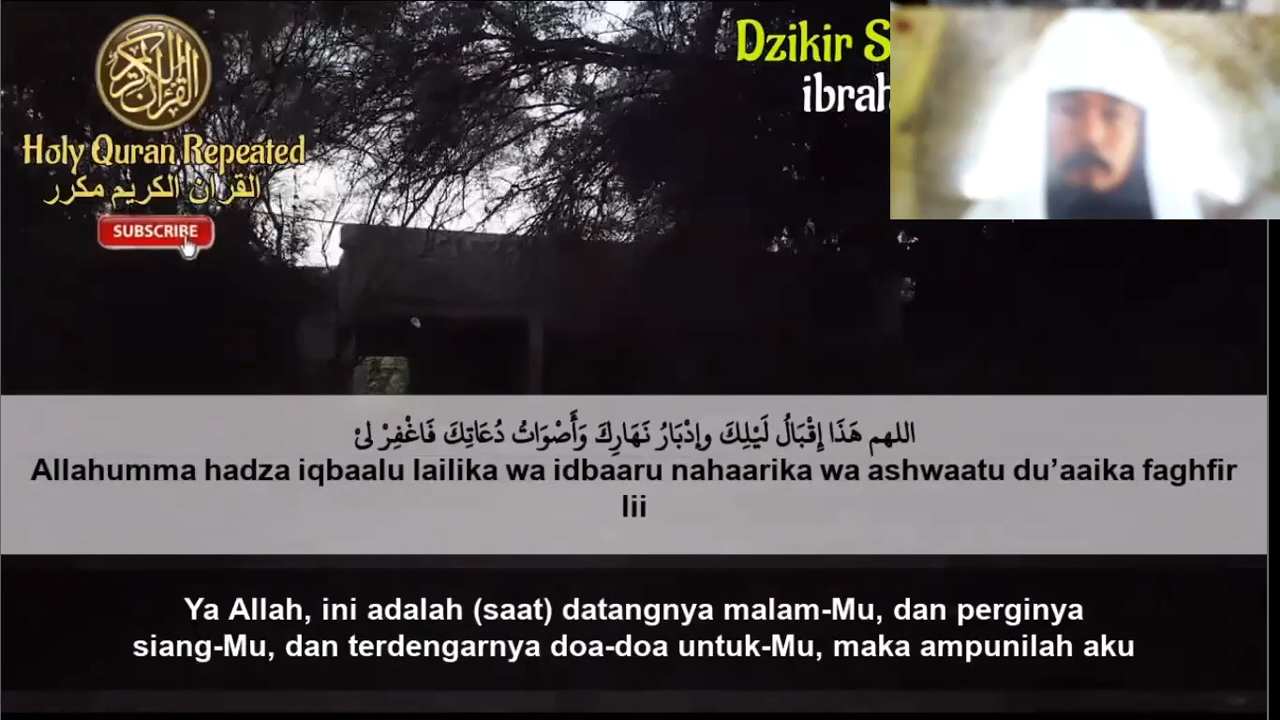 Holy Quran Repeated
القرآن الكريم مكرر
SUBSCRIBE
Dzikir S
ibrah
اللهم هَذَا إِقْبَالُ لَيْلِكَ وإِدْبَارُ نَهَارِكَ وَأَصْوَاتُ دُعَاتِكَ فَاغْفِرْ لِىْ
Allahumma hadza iqbaalu lailika wa idbaaru nahaarika wa ashwaatu du’aaika faghfir
lii
Ya Allah, ini adalah (saat) datangnya malam-Mu, dan perginya
siang-Mu, dan terdengarnya doa-doa untuk-Mu, maka ampunilah aku